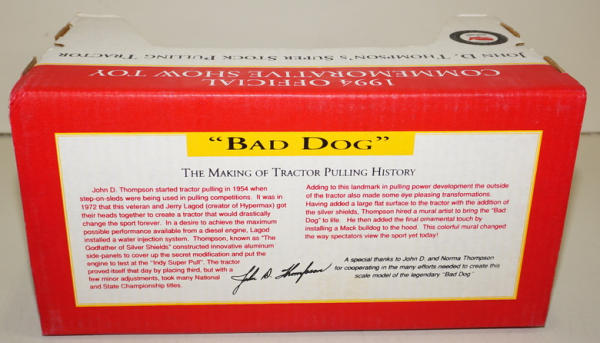 JOHN D. THOMPSON'S SUPER STOCK PULLING TRACTOR
1994 OFFICIAL
COMMEMORATIVE SHOW TOY
"BAD DOG"
THE MAKING OF TRACTOR PULLING HISTORY
John D. Thompson started tractor pulling in 1954 when
step-on-sleds were being used in pulling competitions. It was in
1972 that this veteran and Jerry Lagod (creator of Hypermax) got
their heads together to create a tractor that would drastically
change the sport forever. In a desire to achieve the maximum
possible performance available from a diesel engine, Lagod
installed a water injection system. Thompson, known as "The
Godfather of Silver Shields" constructed innovative aluminum
side-panels to cover up the secret modification and put the
engine to test at the "Indy Super Pull". The tractor
proved itself that day by placing third, but with a
few minor adjustments, took many National
and State Championship titles.
John D. Thompson
Adding to this landmark in pulling power development the outside
of the tractor also made some eye pleasing transformations.
Having added a large flat surface to the tractor with the addition of
the silver shields, Thompson hired a mural artist to bring the "Bad
Dog" to life. He then added the final ornamental touch by
installing a Mack bulldog to the hood. This colorful mural changed
the way spectators view the sport yet today!
A special thanks to John D. and Norma Thompson
for cooperating in the many efforts needed to create this
scale model of the legendary "Bad Dog"